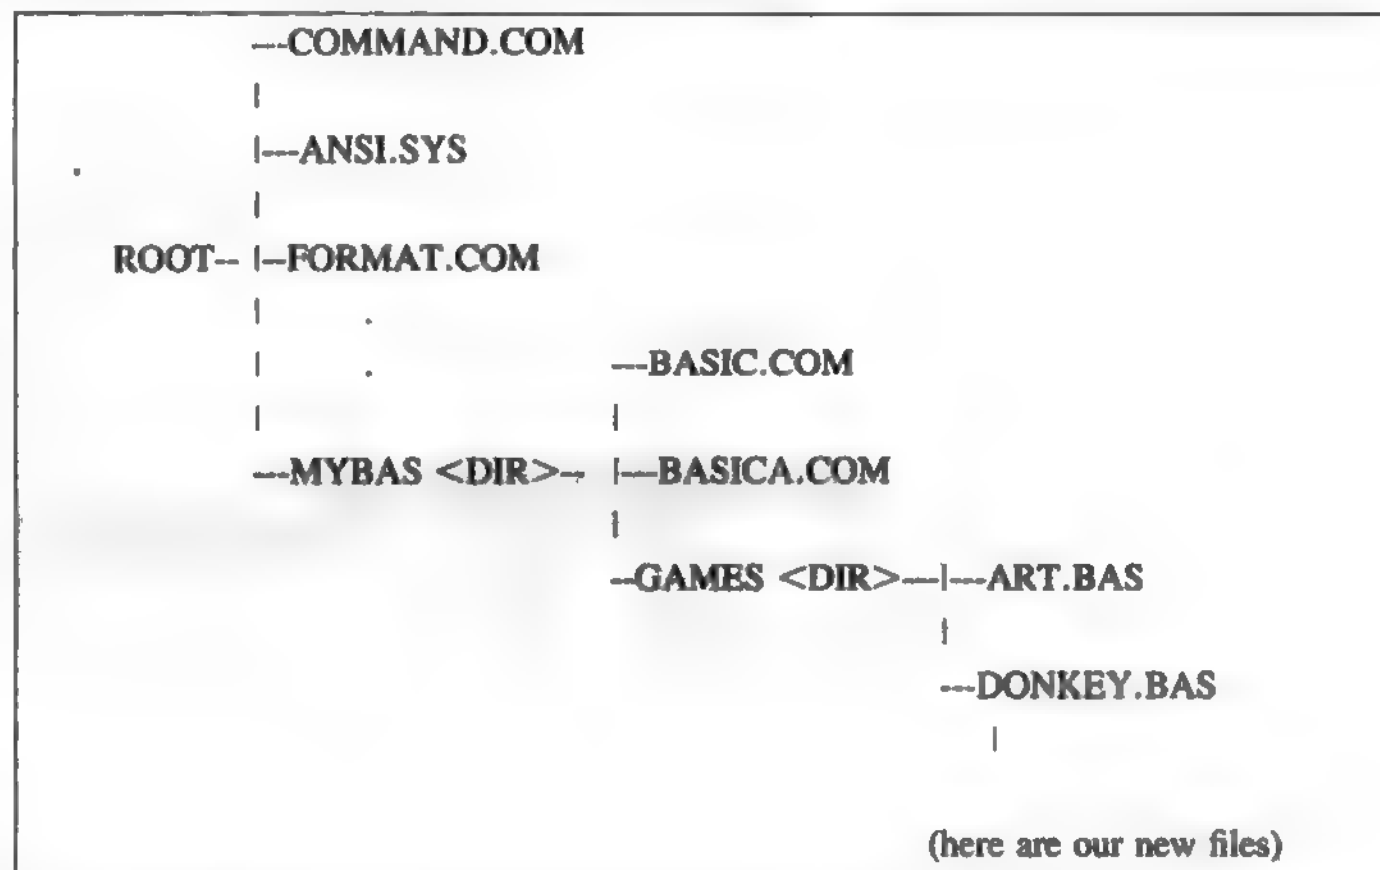 ---COMMAND.COM
|
|---ANSI.SYS
|
ROOT-- |--FORMAT.COM
| .
| . ---BASIC.COM
| |
---MYBAS <DIR>-- |---BASICA.COM
|
--GAMES <DIR>---|---ART.BAS
|
---DONKEY.BAS
|
(here are our new files)